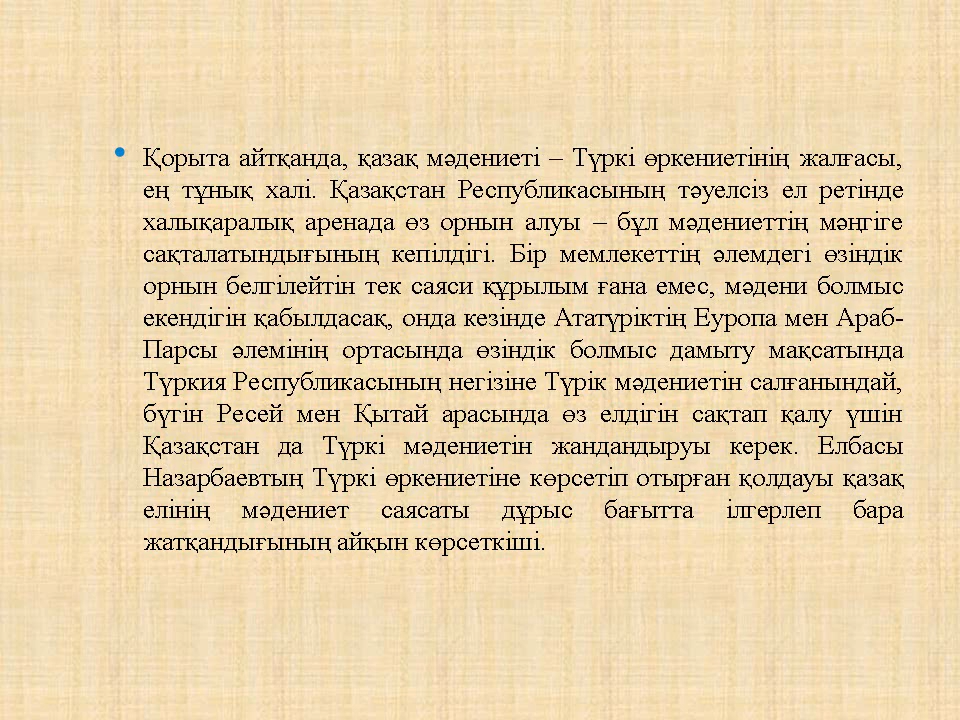 • Қорыта айтқанда, қазақ мәдениеті – Түркі өркениетінің жалғасы,
ең тұнық халі. Қазақстан Республикасының тәуелсіз ел ретінде
халықаралық аренада өз орнын алуы – бұл мәдениеттің мәңгіге
сақталатындығының кепілдігі. Бір мемлекеттің әлемдегі өзіндік
орнын белгілейтін тек саяси құрылым ғана емес, мәдени болмыс
екендігін қабылдасақ, онда кезінде Ататүріктің Еуропа мен Араб-
Парсы әлемінің ортасында өзіндік болмыс дамыту мақсатында
Түркия Республикасының негізіне Түрік мәдениетін салғанындай,
бүгін Ресей мен Қытай арасында өз елдігін сақтап қалу үшін
Қазақстан да Түркі мәдениетін жандандыруы керек. Елбасы
Назарбаевтың Түркі өркениетіне көрсетіп отырған қолдауы қазақ
елінің мәдениет саясаты дұрыс бағытта ілгерлеп бара
жатқандығының айқын көрсеткіші.